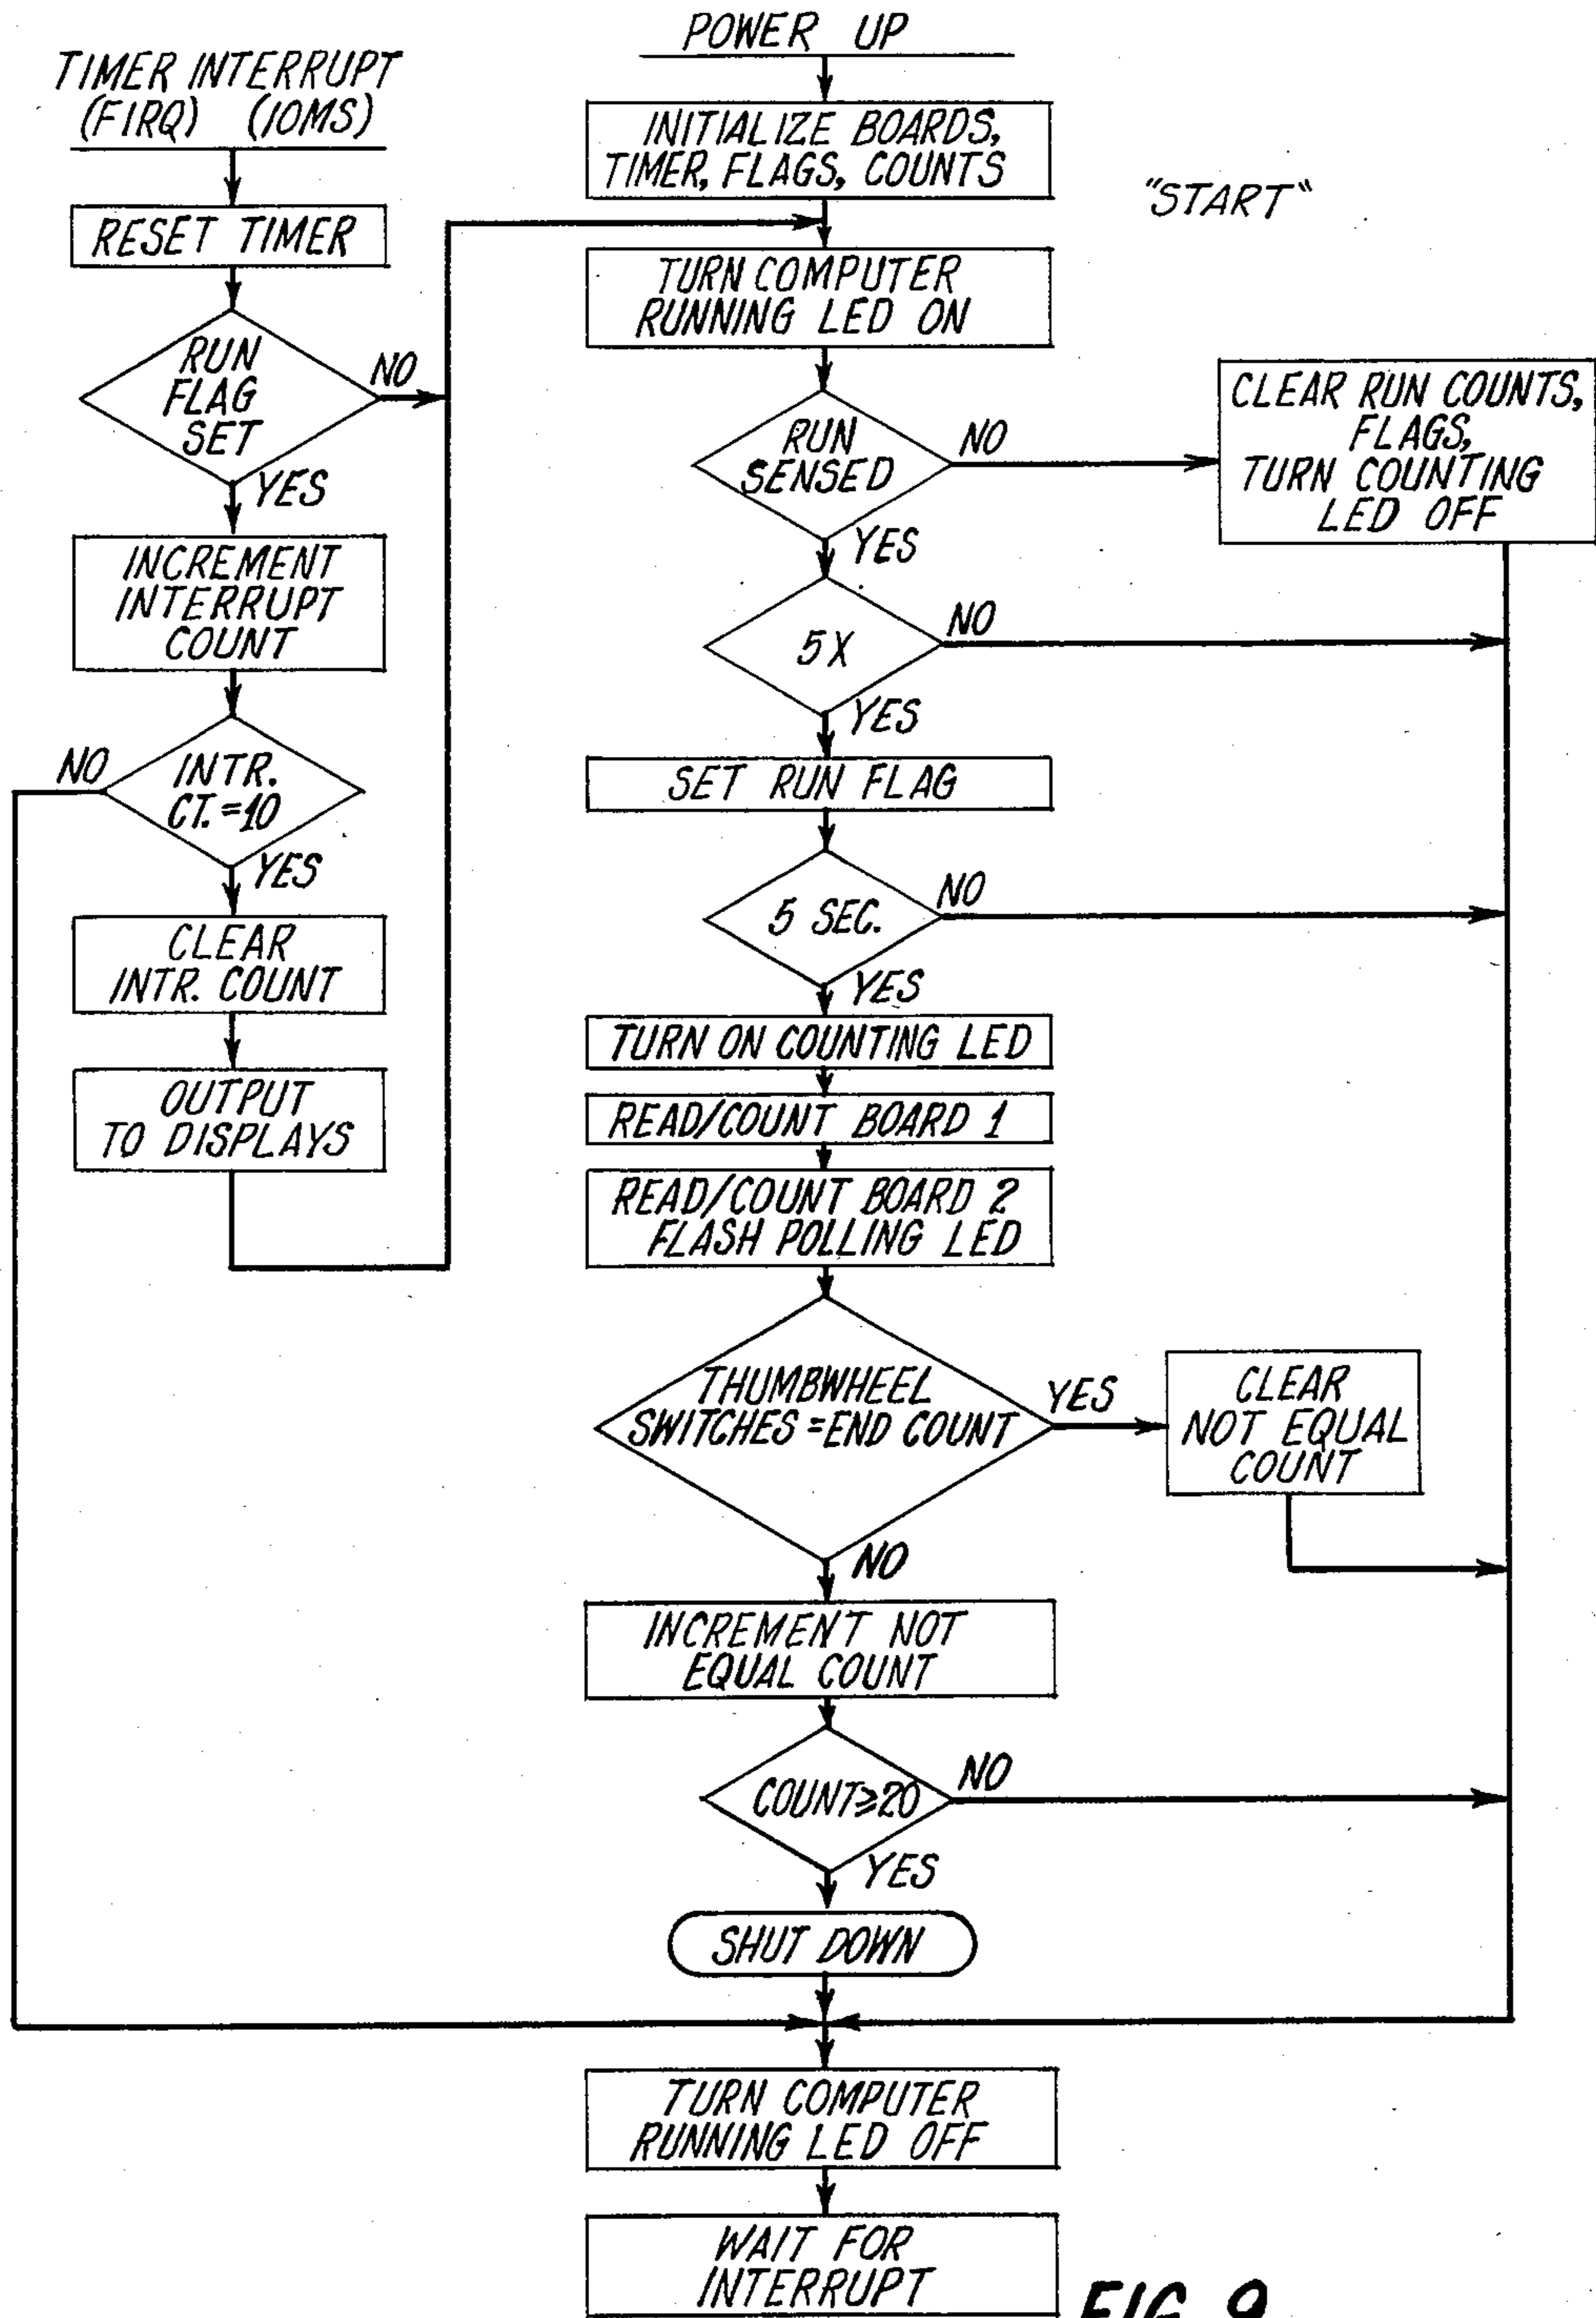 POWER UP
TIMER INTERRUPT
(FIRQ) (10MS)
RESET TIMER
RUN
FLAG
SET
NO
YES
INCREMENT
INTERRUPT
COUNT
INTR.
CT.=10
NO
YES
CLEAR
INTR. COUNT
OUTPUT
TO DISPLAYS
INITIALIZE BOARDS,
TIMER, FLAGS, COUNTS
"START"
TURN COMPUTER
RUNNING LED ON
RUN
SENSED
NO
CLEAR RUN COUNTS,
FLAGS,
TURN COUNTING
LED OFF
YES
5X
NO
YES
SET RUN FLAG
5 SEC.
NO
YES
TURN ON COUNTING LED
READ/COUNT BOARD 1
READ/COUNT BOARD 2
FLASH POLLING LED
THUMBWHEEL
SWITCHES =END COUNT
YES
CLEAR
NOT EQUAL
COUNT
NO
INCREMENT NOT
EQUAL COUNT
COUNT≥20
NO
YES
SHUT DOWN
TURN COMPUTER
RUNNING LED OFF
WAIT FOR
INTERRUPT
FIG. 9